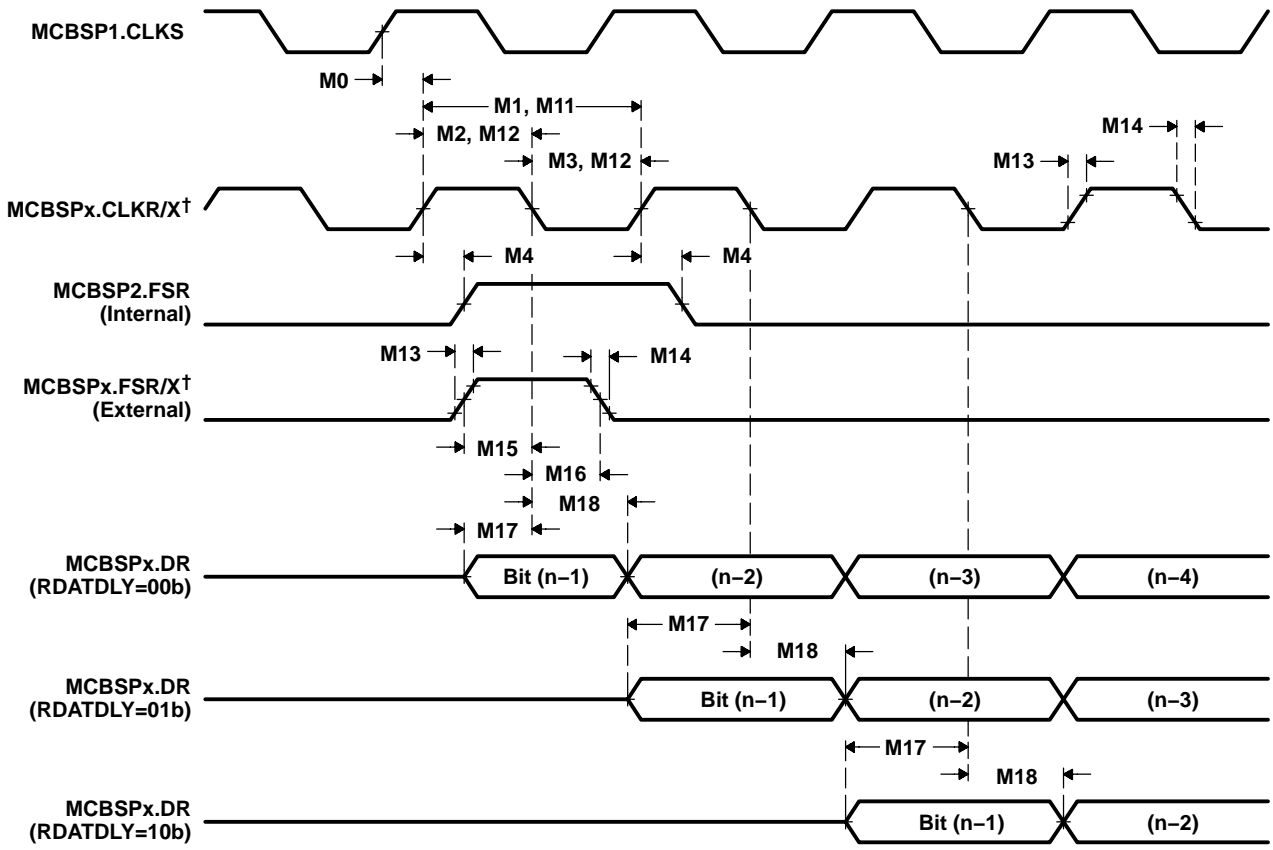 MCBSP1.CLKS
M0
M1, M11
M2, M12
M14
M3, M12
M13
MCBSPx.CLKR/X†
M4
M4
MCBSP2.FSR
(Internal)
M13
M14
MCBSPx.FSR/X†
(External)
M15
M16
M18
M17
MCBSPx.DR
(RDATDLY=00b)
Bit (n−1)
(n−2)
(n−3)
(n−4)
M17
M18
MCBSPx.DR
(RDATDLY=01b)
Bit (n−1)
(n−2)
(n−3)
M17
M18
MCBSPx.DR
(RDATDLY=10b)
Bit (n−1)
(n−2)